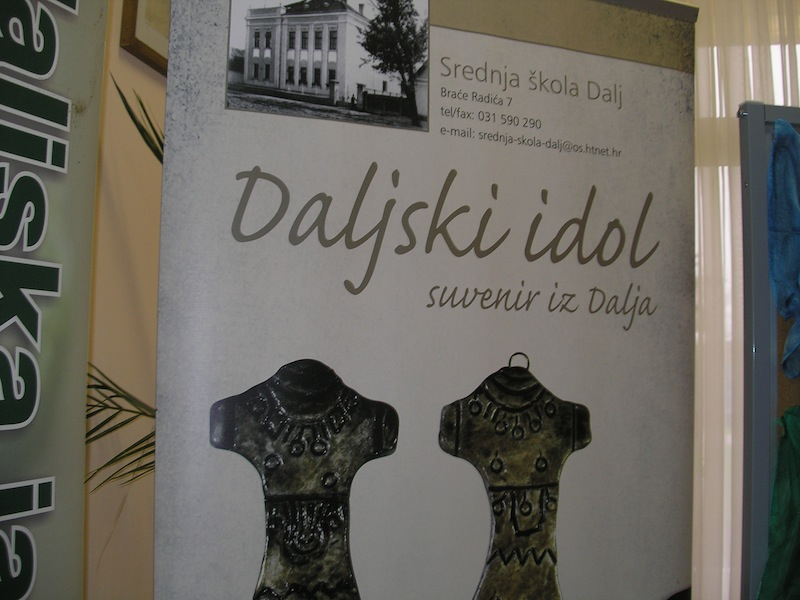 Srednja škola Dalj
Braće Radića 7
tel/fax: 031 590 290
e-mail: srednja-skola-dalj@os.htnet.hr
Daljski idol
suvenir iz Dalja